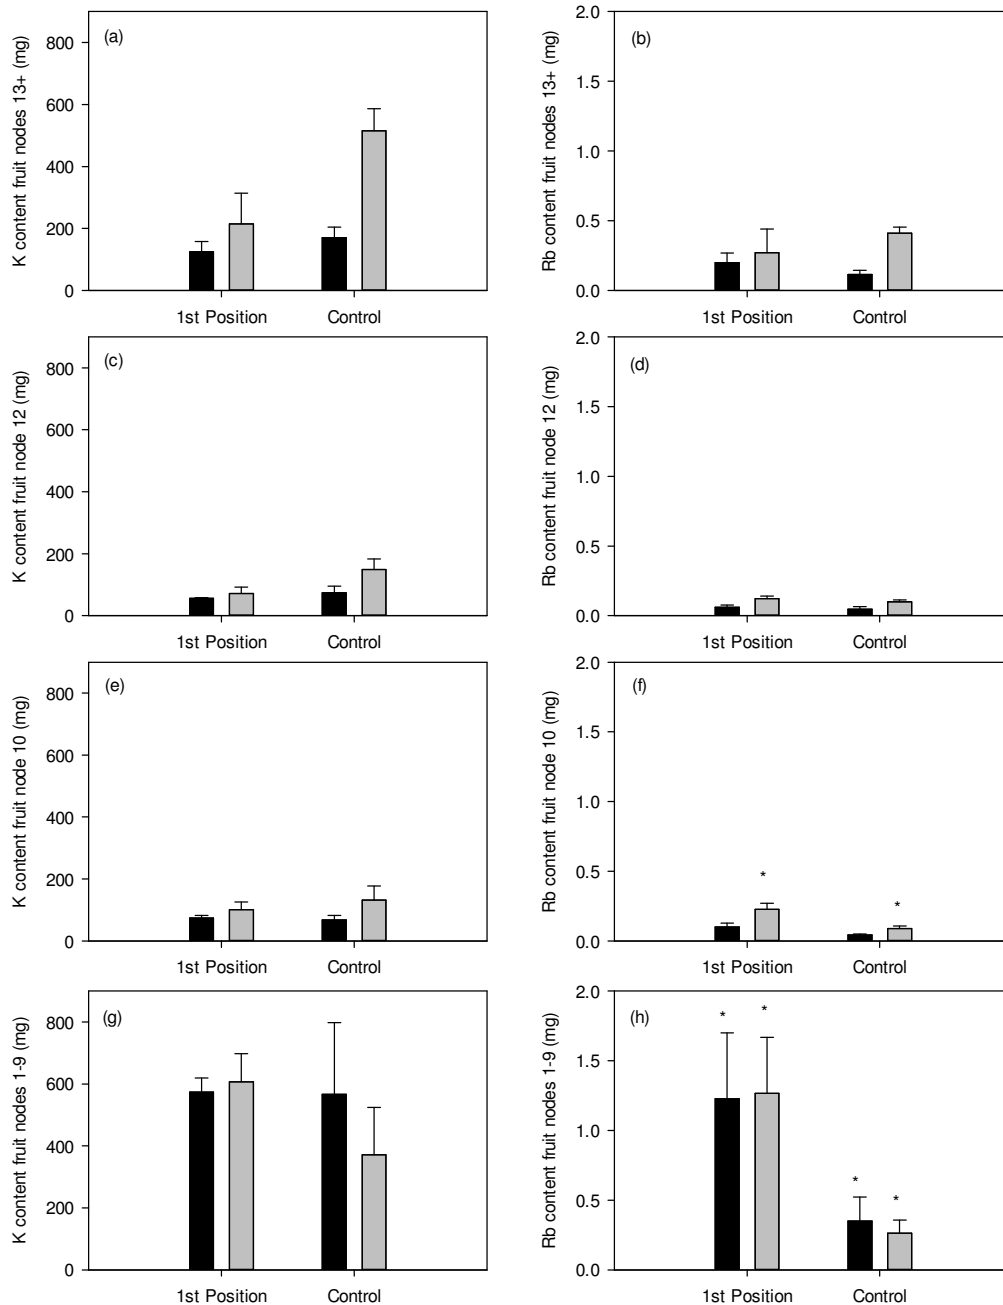 (a)
K content fruit nodes 13+ (mg)
800
600
400
200
0
1st Position
Control
(b)
Rb content fruit nodes 13+ (mg)
2.0
1.5
1.0
0.5
0.0
1st Position
Control
(c)
K content fruit node 12 (mg)
800
600
400
200
0
1st Position
Control
(d)
Rb content fruit node 12 (mg)
2.0
1.5
1.0
0.5
0.0
1st Position
Control
(e)
K content fruit node 10 (mg)
800
600
400
200
0
1st Position
Control
(f)
Rb content fruit node 10 (mg)
2.0
1.5
1.0
0.5
0.0
*
*
1st Position
Control
(g)
K content fruit nodes 1-9 (mg)
800
600
400
200
0
1st Position
Control
(h)
Rb content fruit nodes 1-9 (mg)
2.0
1.5
1.0
0.5
0.0
*
*
*
*
1st Position
Control